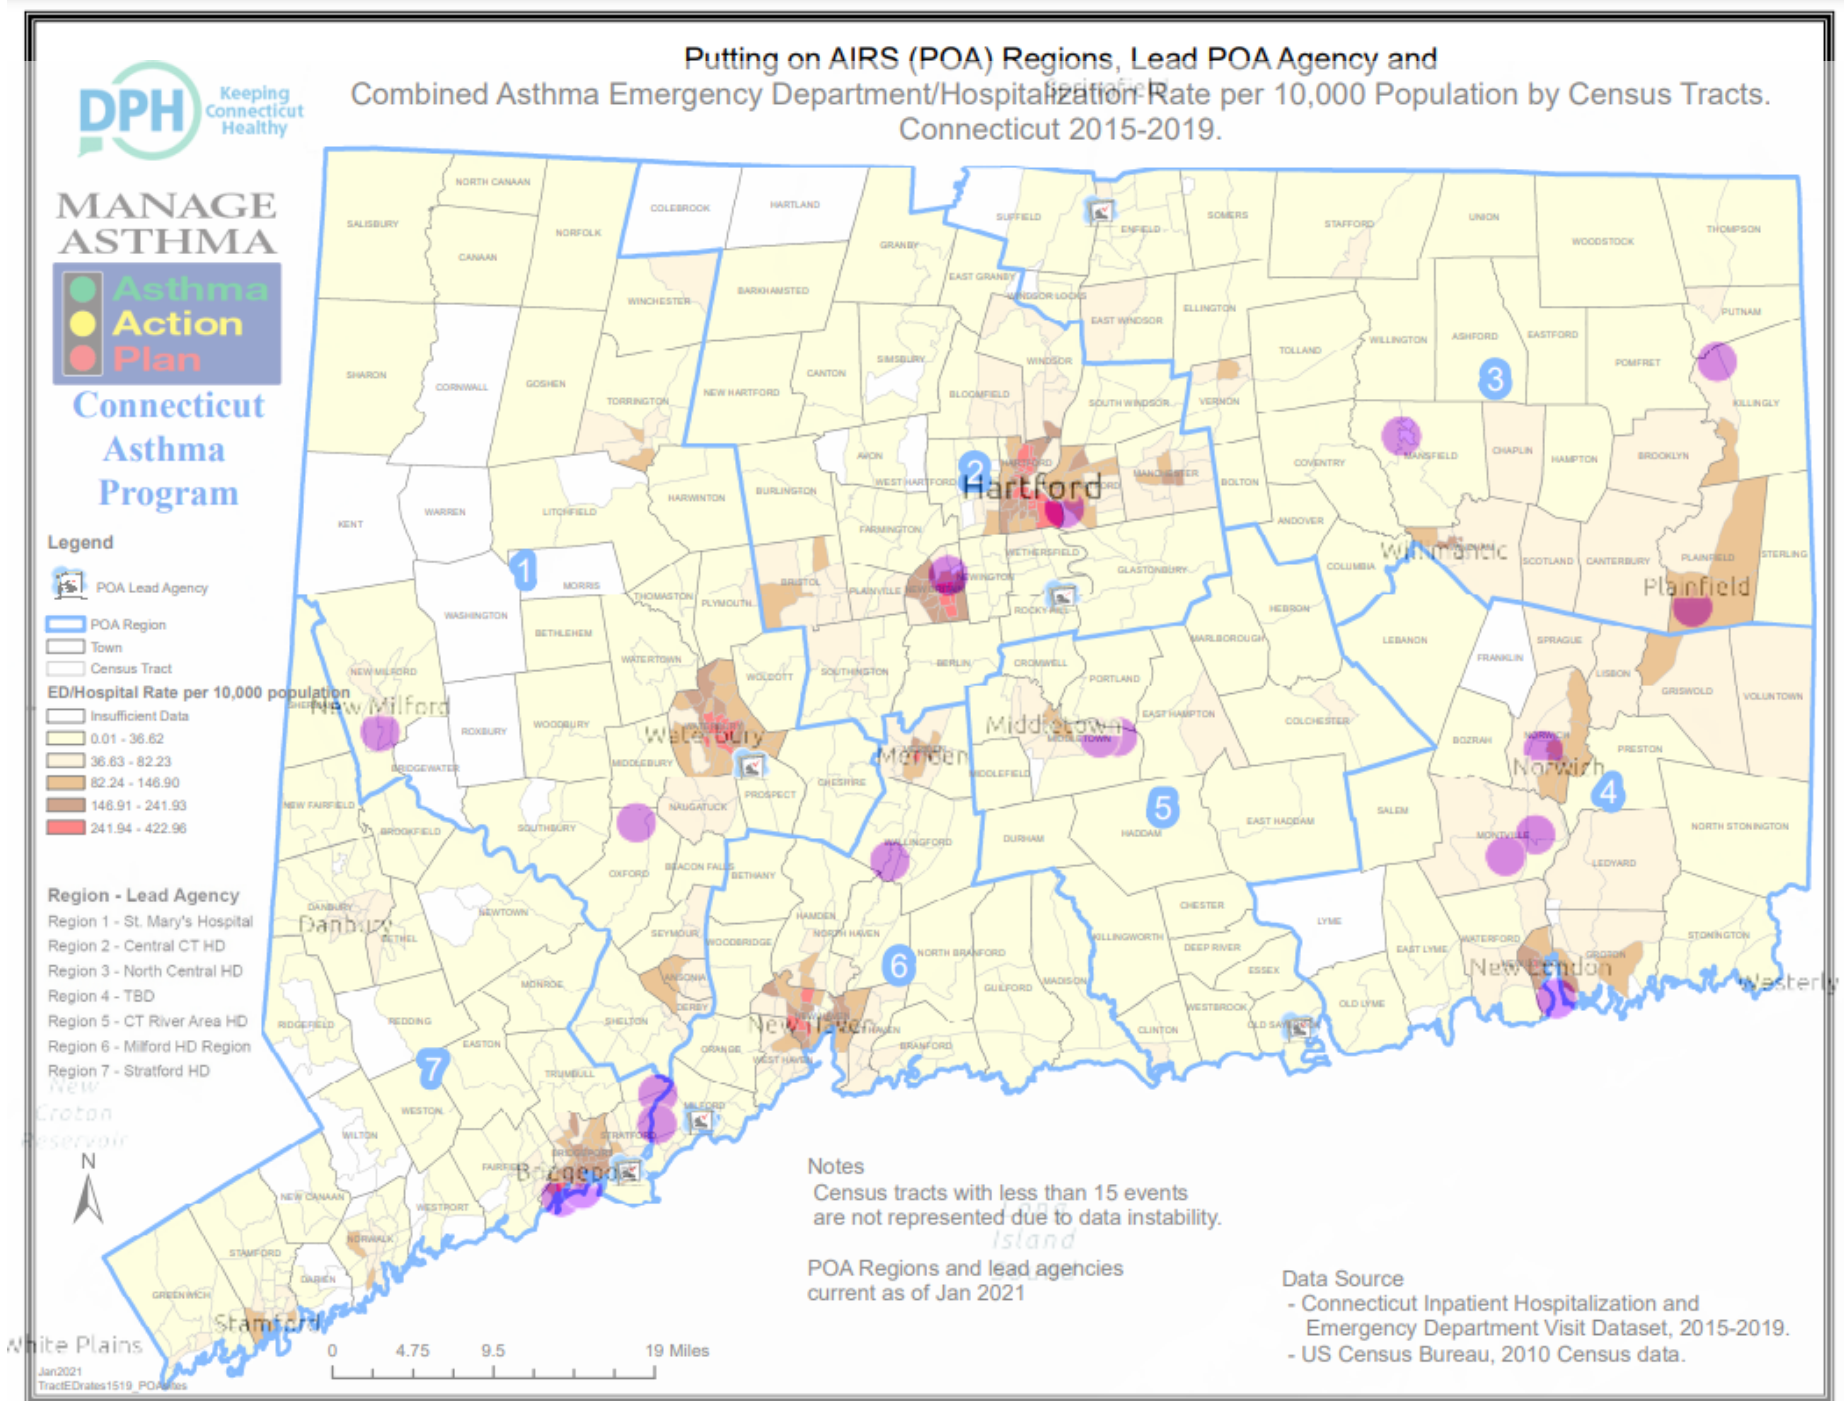 Putting on AIRS (POA) Regions, Lead POA Agency and
Combined Asthma Emergency Department/Hospitalization Rate per 10,000 Population by Census Tracts.
Connecticut 2015-2019.
DPH
Keeping
Connecticut
Healthy
MANAGE
ASTHMA
Asthma
Action
Plan
Connecticut
Asthma
Program
Legend
POA Lead Agency
POA Region
Town
Census Tract
ED/Hospital Rate per 10,000 population
Insufficient Data
0.01 - 36.62
36.63 - 82.23
82.24 - 146.90
146.91 - 241.93
241.94 - 422.96
Region - Lead Agency
Region 1 - St. Mary's Hospital
Region 2 - Central CT HD
Region 3 - North Central HD
Region 4 - TBD
Region 5 - CT River Area HD
Region 6 - Milford HD Region
Region 7 - Stratford HD
New
Croton
Reservoir
N
White Plains
Jan2021
0 4.75 9.5 19 Miles
Notes
Census tracts with less than 15 events
are not represented due to data instability.
POA Regions and lead agencies
current as of Jan 2021
Island
Data Source
- Connecticut Inpatient Hospitalization and
Emergency Department Visit Dataset, 2015-2019.
- US Census Bureau, 2010 Census data.
NORTH CANAAN
SALISBURY
CANAAN
NORFOLK
COLEBROOK
HARTLAND
GRANBY
SUFFIELD
ENFIELD
SOMERS
STAFFORD
UNION
WOODSTOCK
THOMPSON
EAST GRANBY
WINDSOR LOCKS
WINCHESTER
BARKHAMSTED
EAST WINDSOR
ELLINGTON
PUTNAM
SHARON
CORNWALL
GOSHEN
TORRINGTON
NEW HARTFORD
CANTON
SIMSBURY
BLOOMFIELD
WINDSOR
SOUTH WINDSOR
VERNON
TOLLAND
WILLINGTON
ASHFORD
EASTFORD
POMFRET
KILLINGLY
3
KENT
WARREN
LITCHFIELD
HARWINTON
BURLINGTON
AVON
WEST HARTFORD
2
HARTFORD
Hartford
MANCHESTER
BOLTON
COVENTRY
MANSFIELD
CHAPLIN
HAMPTON
BROOKLYN
FARMINGTON
ANDOVER
Willimantic
SCOTLAND
CANTERBURY
PLAINFIELD
STERLING
Plainfield
1
MORRIS
WASHINGTON
BETHLEHEM
THOMASTON
PLYMOUTH
BRISTOL
PLAINVILLE
NEWINGTON
WETHERSFIELD
ROCKY HILL
GLASTONBURY
HEBRON
COLUMBIA
LEBANON
FRANKLIN
SPRAGUE
LISBON
GRISWOLD
VOLUNTOWN
NEW MILFORD
New Milford
BRIDGEWATER
ROXBURY
WOODBURY
WATERTOWN
WOLCOTT
SOUTHINGTON
BERLIN
CROMWELL
PORTLAND
MARLBOROUGH
Waterbury
MIDDLEBURY
Meriden
Middletown
MIDDLETOWN
EAST HAMPTON
COLCHESTER
BOZRAH
NORWICH
Norwich
PRESTON
4
NEW FAIRFIELD
BROOKFIELD
SOUTHBURY
NAUGATUCK
PROSPECT
CHESHIRE
WALLINGFORD
MIDDLEFIELD
DURHAM
HADDAM
5
EAST HADDAM
SALEM
MONTVILLE
LEDYARD
NORTH STONINGTON
DANBURY
Danbury
BETHEL
NEWTOWN
OXFORD
BEACON FALLS
BETHANY
HAMDEN
SEYMOUR
WOODBRIDGE
NORTH HAVEN
6
NORTH BRANFORD
GUILFORD
MADISON
KILLINGWORTH
CHESTER
DEEP RIVER
ESSEX
LYME
EAST LYME
WATERFORD
New London
GROTON
STONINGTON
Westerly
RIDGEFIELD
REDDING
MONROE
ANSONIA
DERBY
SHELTON
New Haven
WEST HAVEN
BRANFORD
CLINTON
WESTBROOK
OLD SAYBROOK
OLD LYME
7
EASTON
TRUMBULL
ORANGE
MILFORD
WESTON
WILTON
STRATFORD
FAIRFIELD
BRIDGEPORT
Bridgeport
NEW CANAAN
WESTPORT
NORWALK
STAMFORD
DARIEN
GREENWICH
Stamford